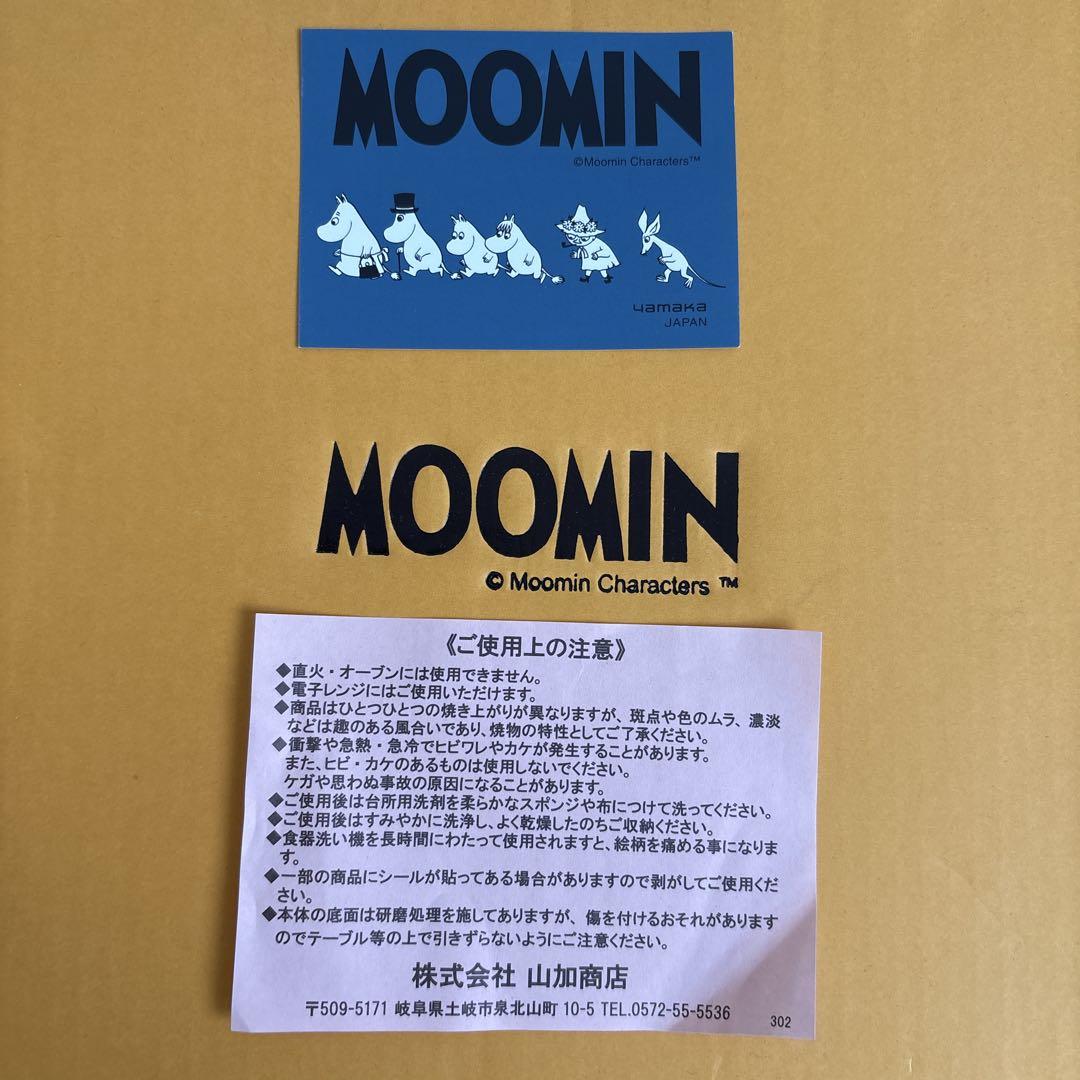 MOOMIN
©Moomin Characters™
yamaka
JAPAN
MOOMIN
© Moomin Characters ™
《ご使用上の注意》
◆直火・オーブンには使用できません。
◆電子レンジにはご使用いただけます。
◆商品はひとつひとつの焼き上がりが異なりますが、斑点や色のムラ、濃淡
などは趣のある風合いであり、焼物の特性としてご了承ください。
◆衝撃や急熱・急冷でヒビワレやカケが発生することがあります。
また、ヒビ・カケのあるものは使用しないでください。
ケガや思わぬ事故の原因になることがあります。
◆ご使用後は台所用洗剤を柔らかなスポンジや布につけて洗ってください。
◆ご使用後はすみやかに洗浄し、よく乾燥したのちご収納ください。
◆食器洗い機を長時間にわたって使用されますと、絵柄を痛める事になりま
す。
◆一部の商品にシールが貼ってある場合がありますので剥がしてご使用くだ
さい。
◆本体の底面は研磨処理を施してありますが、傷を付けるおそれがあります
のでテーブル等の上で引きずらないようにご注意ください。
株式会社 山加商店
〒509-5171 岐阜県土岐市泉北山町 10-5 TEL.0572-55-5536
302